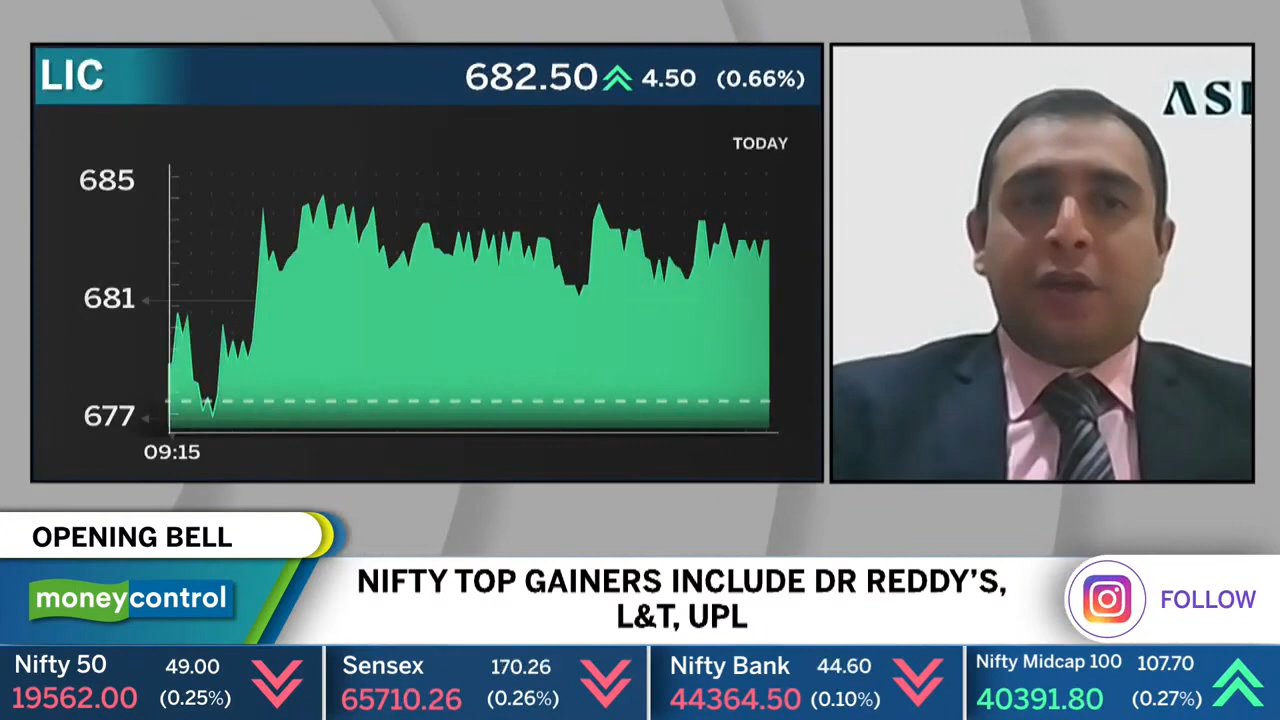 LIC
682.50 4.50 (0.66%)
TODAY
685
681
677
09:15
OPENING BELL
moneycontrol
NIFTY TOP GAINERS INCLUDE DR REDDY'S,
L&T, UPL
FOLLOW
Nifty 50 49.00
19562.00 (0.25%)
Sensex 170.26
65710.26 (0.26%)
Nifty Bank 44.60
44364.50 (0.10%)
Nifty Midcap 100 107.70
40391.80 (0.27%)